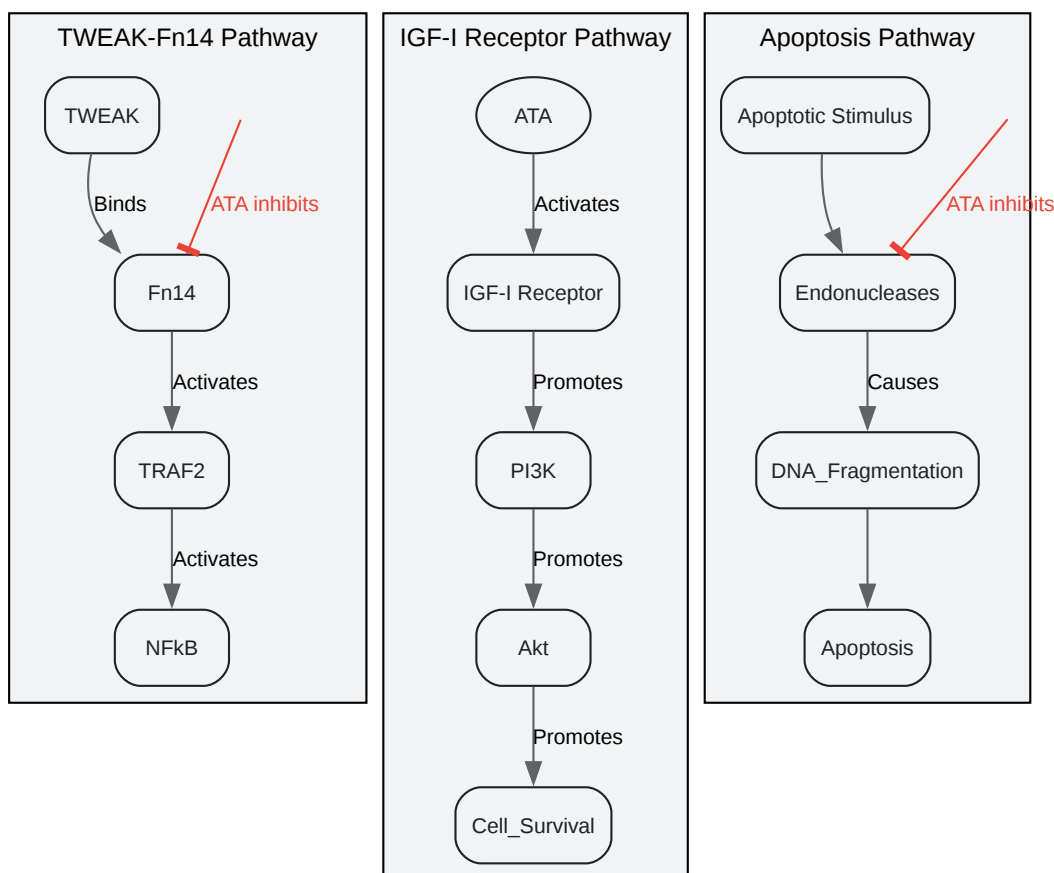 TWEAK-Fn14 Pathway
TWEAK
Binds
ATA inhibits
Fn14
Activates
TRAF2
Activates
NFkB
IGF-I Receptor Pathway
ATA
Activates
IGF-I Receptor
Promotes
PI3K
Promotes
Akt
Promotes
Cell_Survival
Apoptosis Pathway
Apoptotic Stimulus
ATA inhibits
Endonucleases
Causes
DNA_Fragmentation
Apoptosis